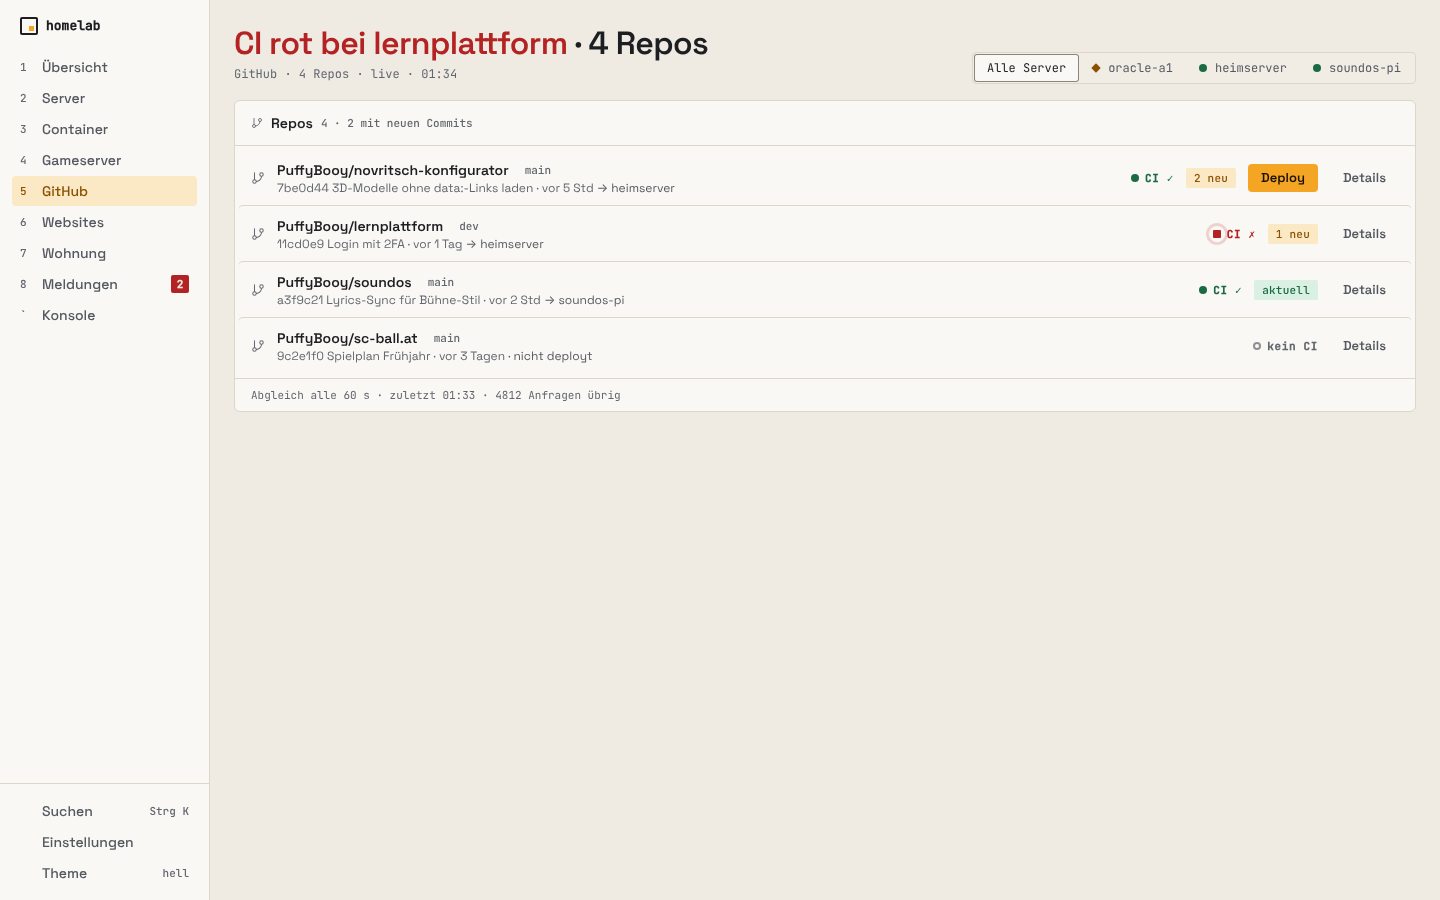 homelab
1 Übersicht
2 Server
3 Container
4 Gameserver
5 GitHub
6 Websites
7 Wohnung
8 Meldungen 2
` Konsole
Suchen Strg K
Einstellungen
Theme hell
CI rot bei lernplattform · 4 Repos
GitHub · 4 Repos · live · 01:34
Alle Server oracle-a1 heimserver soundos-pi
Repos 4 · 2 mit neuen Commits
PuffyBooy/novritsch-konfigurator main
7be0d44 3D-Modelle ohne data:-Links laden · vor 5 Std → heimserver
CI ✓ 2 neu Deploy Details
PuffyBooy/lernplattform dev
11cd0e9 Login mit 2FA · vor 1 Tag → heimserver
CI ✗ 1 neu Details
PuffyBooy/soundos main
a3f9c21 Lyrics-Sync für Bühne-Stil · vor 2 Std → soundos-pi
CI ✓ aktuell Details
PuffyBooy/sc-ball.at main
9c2e1f0 Spielplan Frühjahr · vor 3 Tagen · nicht deployt
kein CI Details
Abgleich alle 60 s · zuletzt 01:33 · 4812 Anfragen übrig